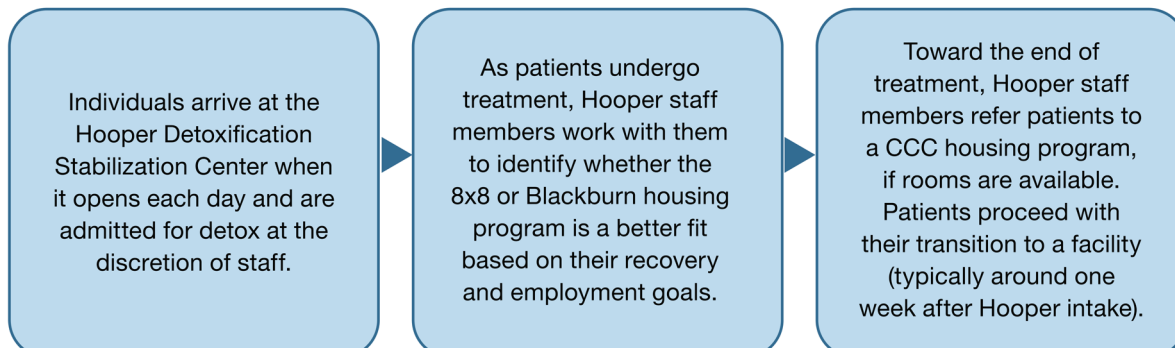 Individuals arrive at the
Hooper Detoxification
Stabilization Center when
it opens each day and are
admitted for detox at the
discretion of staff.
As patients undergo
treatment, Hooper staff
members work with them
to identify whether the
8x8 or Blackburn housing
program is a better fit
based on their recovery
and employment goals.
Toward the end of
treatment, Hooper staff
members refer patients to
a CCC housing program,
if rooms are available.
Patients proceed with
their transition to a facility
(typically around one
week after Hooper intake).